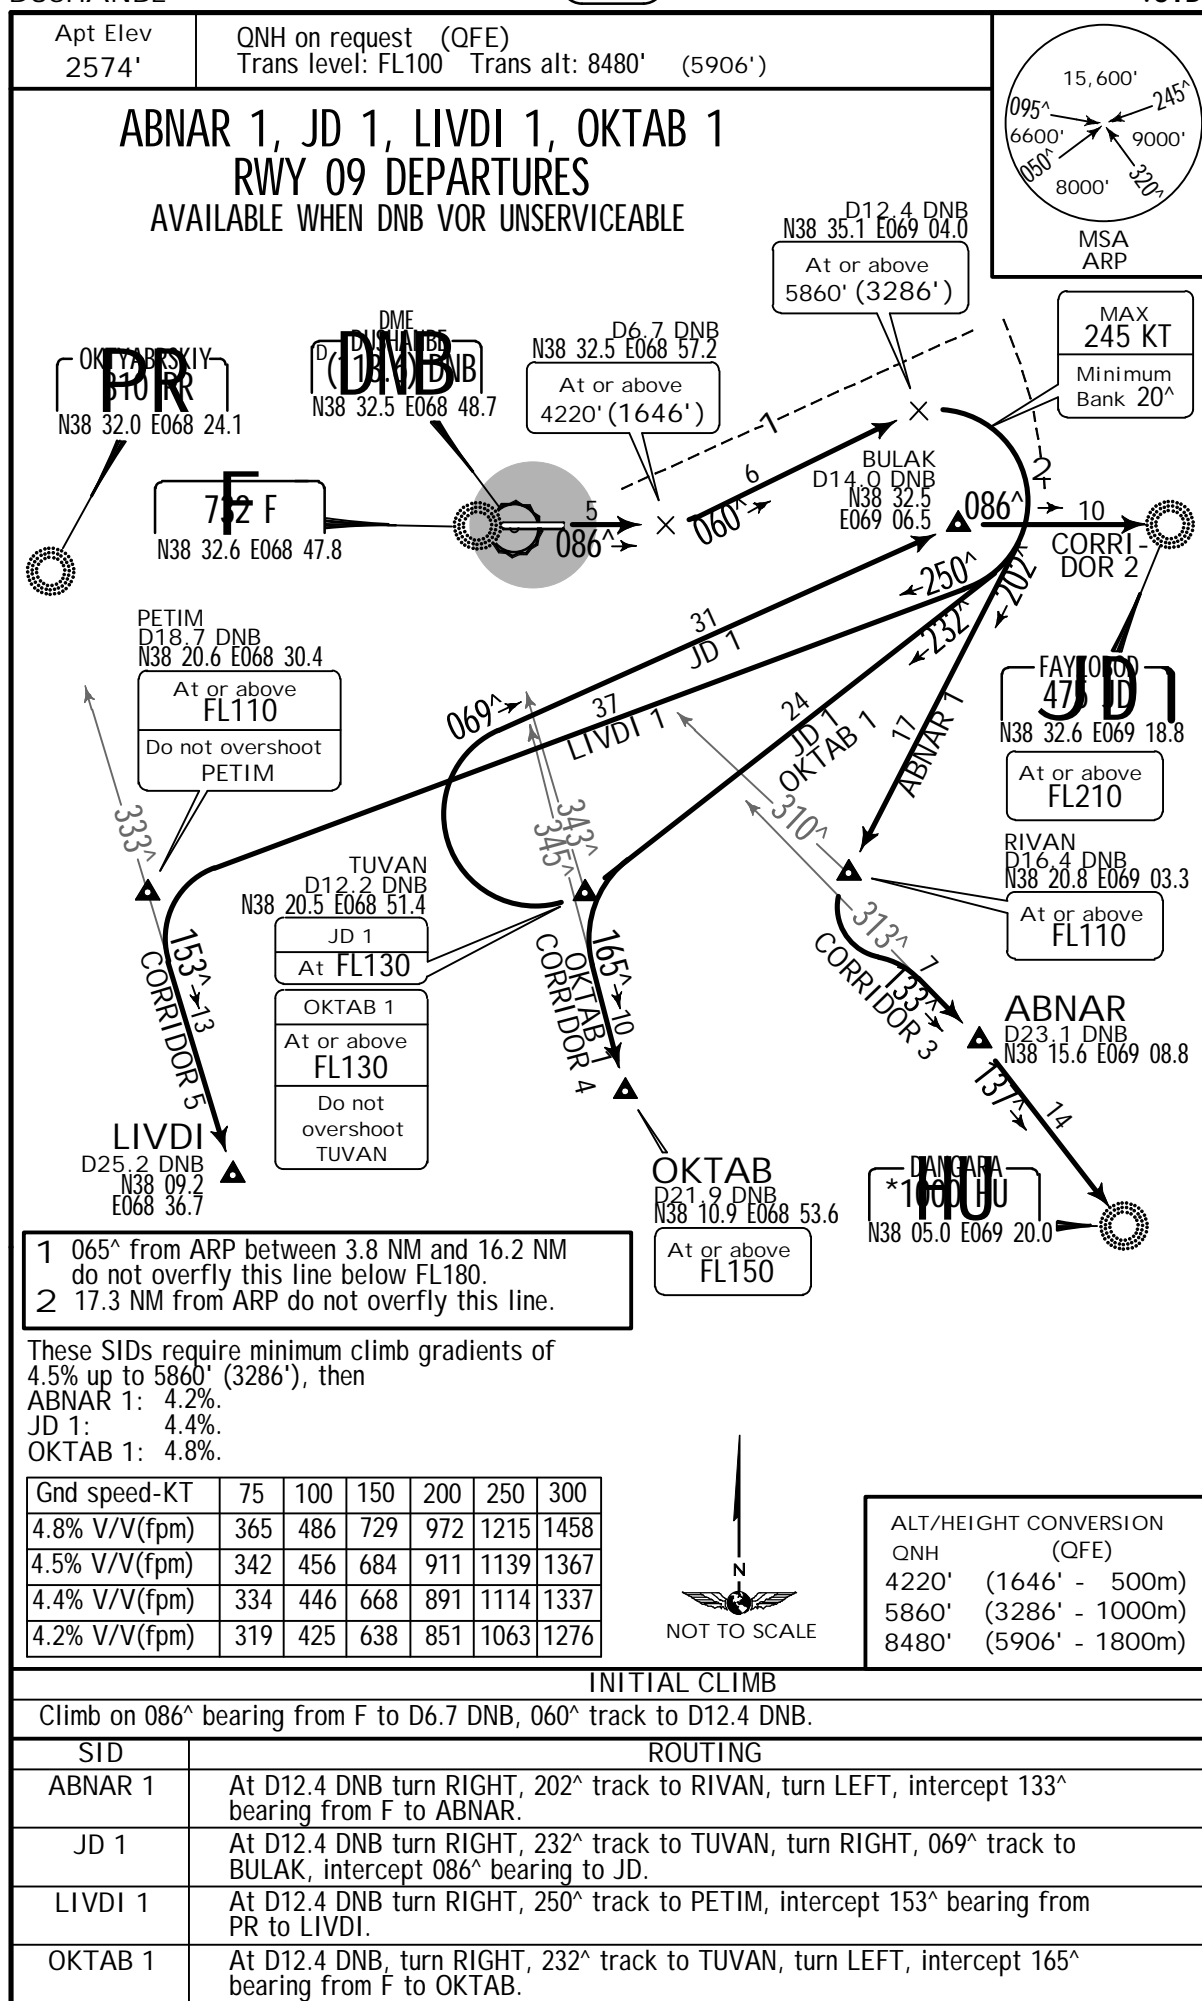 Apt Elev
2574'
QNH on request (QFE)
Trans level: FL100 Trans alt: 8480' (5906')
ABNAR 1, JD 1, LIVDI 1, OKTAB 1
RWY 09 DEPARTURES
AVAILABLE WHEN DNB VOR UNSERVICEABLE
15,600'
095^
245^
6600'
9000'
050^
8000'
320^
MSA
ARP
D12.4 DNB
N38 35.1 E069 04.0
At or above
5860' (3286')
MAX
245 KT
Minimum
Bank 20^
OKTYABRSKIY
PR
310 PR
N38 32.0 E068 24.1
DME
DUSHANBE
D
DNB
(113.6) DNB
N38 32.5 E068 48.7
D6.7 DNB
N38 32.5 E068 57.2
At or above
4220' (1646')
1
2
F
732 F
N38 32.6 E068 47.8
5
086^
6
060^
BULAK
D14.0 DNB
N38 32.5
E069 06.5
086^
10
CORRI-
DOR 2
250^
232^
202^
31
JD 1
069^
37
LIVDI 1
24
JD 1
OKTAB 1
17
ABNAR 1
PETIM
D18.7 DNB
N38 20.6 E068 30.4
At or above
FL110
Do not overshoot
PETIM
FAYZOBOD
JD
475 JD
N38 32.6 E069 18.8
At or above
FL210
333^
343^
345^
310^
313^
RIVAN
D16.4 DNB
N38 20.8 E069 03.3
At or above
FL110
TUVAN
D12.2 DNB
N38 20.5 E068 51.4
JD 1
At FL130
OKTAB 1
At or above
FL130
Do not
overshoot
TUVAN
153^
13
CORRIDOR 5
165^
10
OKTAB 1
CORRIDOR 4
7
133^
CORRIDOR 3
ABNAR
D23.1 DNB
N38 15.6 E069 08.8
137^
14
LIVDI
D25.2 DNB
N38 09.2
E068 36.7
OKTAB
D21.9 DNB
N38 10.9 E068 53.6
At or above
FL150
DANGARA
HU
*1000 HU
N38 05.0 E069 20.0
1 065^ from ARP between 3.8 NM and 16.2 NM
do not overfly this line below FL180.
2 17.3 NM from ARP do not overfly this line.
These SIDs require minimum climb gradients of
4.5% up to 5860' (3286'), then
ABNAR 1: 4.2%.
JD 1: 4.4%.
OKTAB 1: 4.8%.
Gnd speed-KT 75 100 150 200 250 300
4.8% V/V(fpm) 365 486 729 972 1215 1458
4.5% V/V(fpm) 342 456 684 911 1139 1367
4.4% V/V(fpm) 334 446 668 891 1114 1337
4.2% V/V(fpm) 319 425 638 851 1063 1276
N
NOT TO SCALE
ALT/HEIGHT CONVERSION
QNH (QFE)
4220' (1646' - 500m)
5860' (3286' - 1000m)
8480' (5906' - 1800m)
INITIAL CLIMB
Climb on 086^ bearing from F to D6.7 DNB, 060^ track to D12.4 DNB.
SID ROUTING
ABNAR 1 At D12.4 DNB turn RIGHT, 202^ track to RIVAN, turn LEFT, intercept 133^
bearing from F to ABNAR.
JD 1 At D12.4 DNB turn RIGHT, 232^ track to TUVAN, turn RIGHT, 069^ track to
BULAK, intercept 086^ bearing to JD.
LIVDI 1 At D12.4 DNB turn RIGHT, 250^ track to PETIM, intercept 153^ bearing from
PR to LIVDI.
OKTAB 1 At D12.4 DNB, turn RIGHT, 232^ track to TUVAN, turn LEFT, intercept 165^
bearing from F to OKTAB.